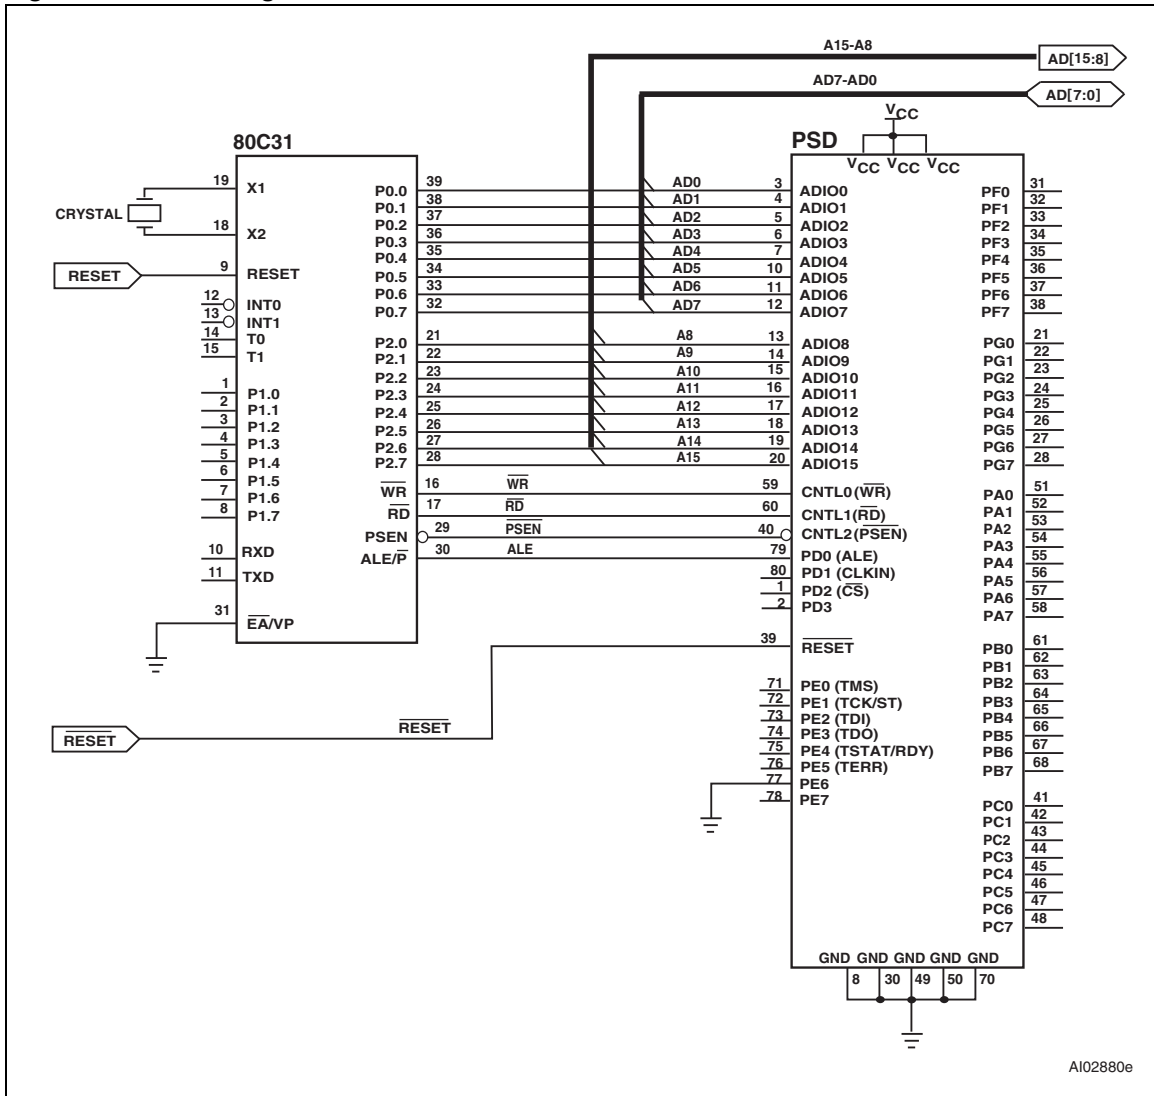 A15-A8
AD[15:8]
AD7-AD0
AD[7:0]
VCC
80C31
PSD
VCC VCC VCC
CRYSTAL
19 X1
18 X2
RESET
9 RESET
12 INT0
13 INT1
14 T0
15 T1
1 P1.0
2 P1.1
3 P1.2
4 P1.3
5 P1.4
6 P1.5
7 P1.6
8 P1.7
10 RXD
11 TXD
31 EA/VP
P0.0 39 AD0 3 ADIO0
P0.1 38 AD1 4 ADIO1
P0.2 37 AD2 5 ADIO2
P0.3 36 AD3 6 ADIO3
P0.4 35 AD4 7 ADIO4
P0.5 34 AD5 10 ADIO5
P0.6 33 AD6 11 ADIO6
P0.7 32 AD7 12 ADIO7
P2.0 21 A8 13 ADIO8
P2.1 22 A9 14 ADIO9
P2.2 23 A10 15 ADIO10
P2.3 24 A11 16 ADIO11
P2.4 25 A12 17 ADIO12
P2.5 26 A13 18 ADIO13
P2.6 27 A14 19 ADIO14
P2.7 28 A15 20 ADIO15
WR 16 WR 59 CNTL0(WR)
RD 17 RD 60 CNTL1(RD)
PSEN 29 PSEN 40 CNTL2(PSEN)
ALE/P 30 ALE 79 PD0 (ALE)
80 PD1 (CLKIN)
1 PD2 (CS)
2 PD3
39 RESET
RESET
RESET
71 PE0 (TMS)
72 PE1 (TCK/ST)
73 PE2 (TDI)
74 PE3 (TDO)
75 PE4 (TSTAT/RDY)
76 PE5 (TERR)
77 PE6
78 PE7
PF0 31
PF1 32
PF2 33
PF3 34
PF4 35
PF5 36
PF6 37
PF7 38
PG0 21
PG1 22
PG2 23
PG3 24
PG4 25
PG5 26
PG6 27
PG7 28
PA0 51
PA1 52
PA2 53
PA3 54
PA4 55
PA5 56
PA6 57
PA7 58
PB0 61
PB1 62
PB2 63
PB3 64
PB4 65
PB5 66
PB6 67
PB7 68
PC0 41
PC1 42
PC2 43
PC3 44
PC4 45
PC5 46
PC6 47
PC7 48
GND GND GND GND GND
8 30 49 50 70
AI02880e